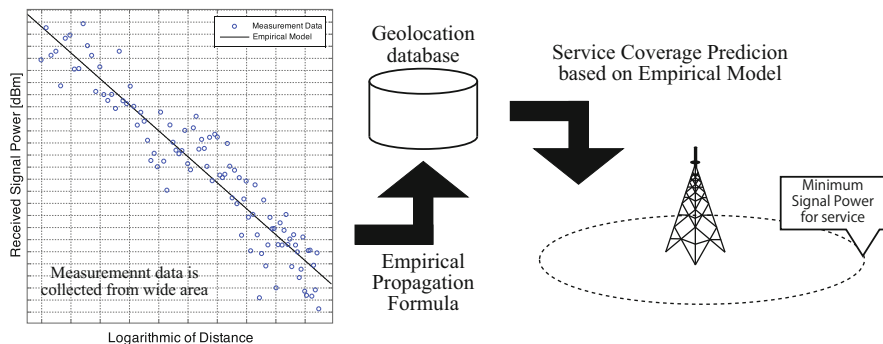 Measurement Data
Empirical Model
Received Signal Power [dBm]
Measuremennt data is
collected from wide area
Logarithmic of Distance
Geolocation
database
Empirical
Propagation
Formula
Service Coverage Predicion
based on Empirical Model
Minimum
Signal Power
for service